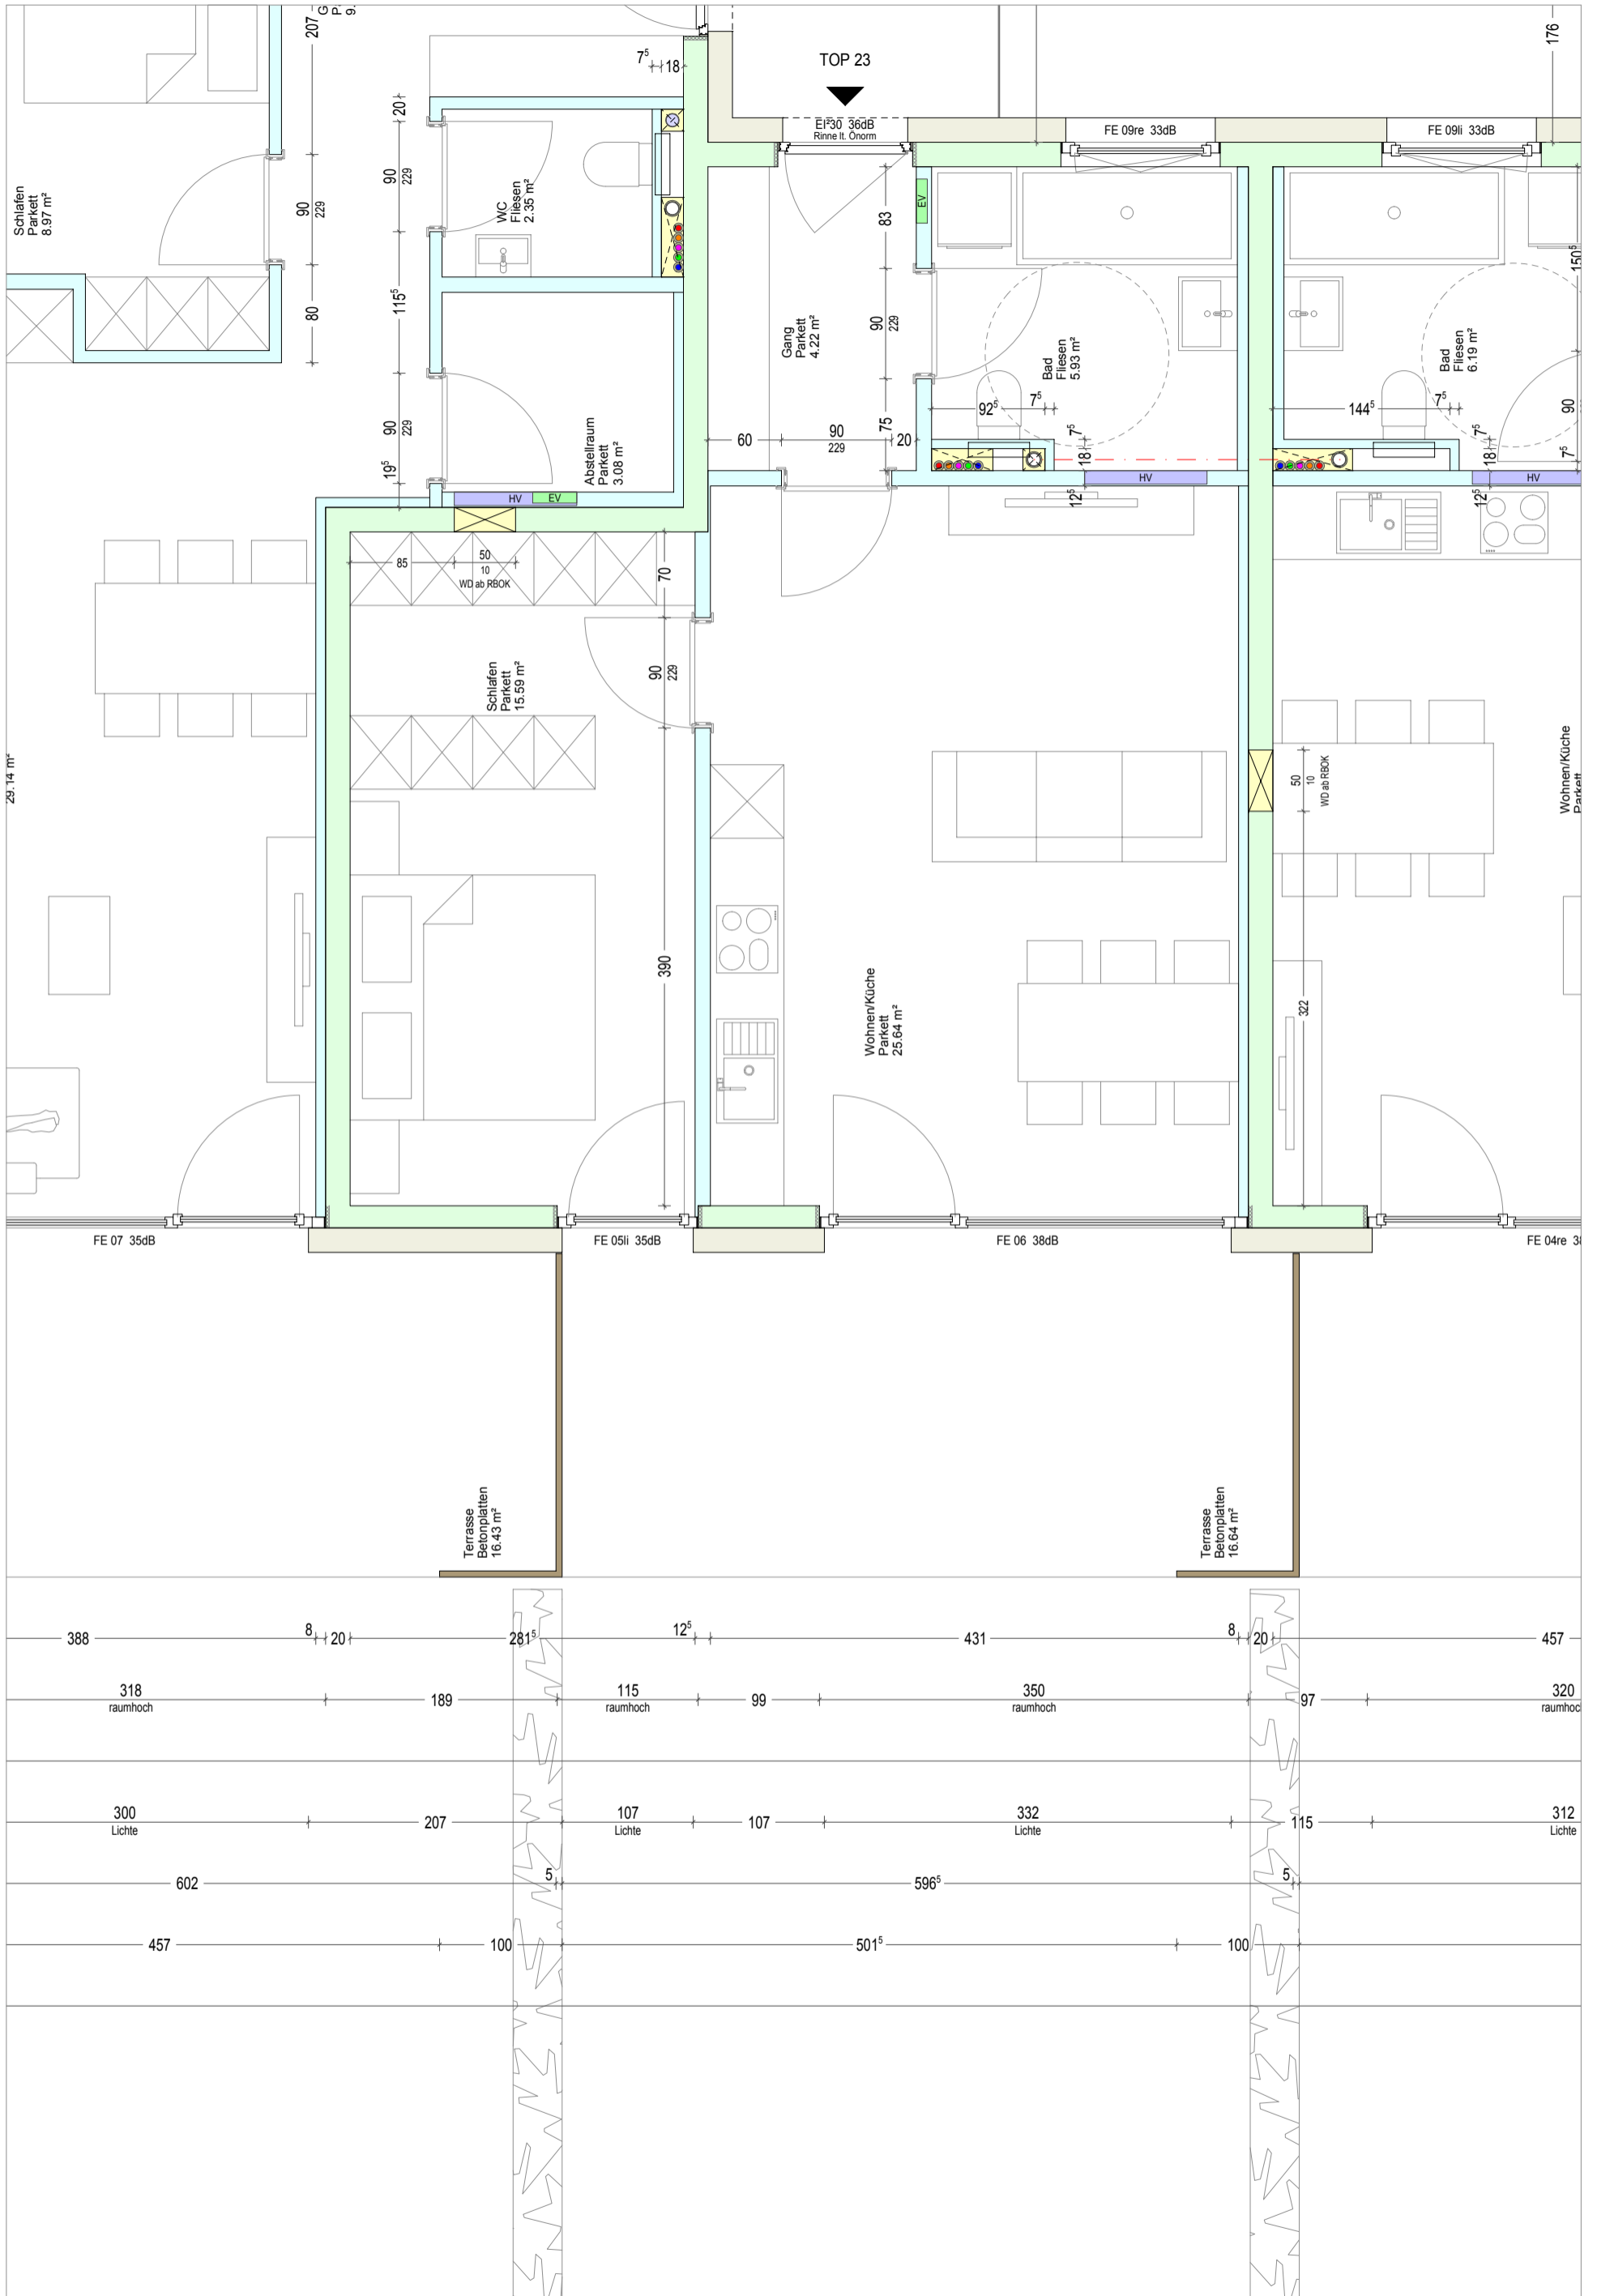 TOP 23
EI²30 36dB
Rinne lt. Önorm
FE 09re 33dB
FE 09li 33dB
176
207
7⁵
18
20
90
229
115⁵
90
229
19⁵
90
229
80
Schlafen
Parkett
8.97 m²
WC
Fliesen
2.35 m²
Abstellraum
Parkett
3.08 m²
HV
EV
Gang
Parkett
4.22 m²
EV
83
90
229
75
60
90
229
20
Bad
Fliesen
5.93 m²
92⁵
7⁵
7⁵
18
12⁵
HV
Bad
Fliesen
6.19 m²
144⁵
7⁵
7⁵
18
12⁵
HV
150⁵
90
7⁵
85
50
10
WD ab RBOK
70
90
229
390
Schlafen
Parkett
15.59 m²
29.14 m²
Wohnen/Küche
Parkett
25.64 m²
50
10
WD ab RBOK
322
Wohnen/Küche
Parkett
FE 07 35dB
FE 05li 35dB
FE 06 38dB
FE 04re
Terrasse
Betonplatten
16.43 m²
Terrasse
Betonplatten
16.64 m²
388
8
20
281⁵
12⁵
431
8
20
457
318
raumhoch
189
115
raumhoch
99
350
raumhoch
97
320
raumhoc
300
Lichte
207
107
Lichte
107
332
Lichte
115
312
Lichte
602
5
596⁵
5
457
100
501⁵
100